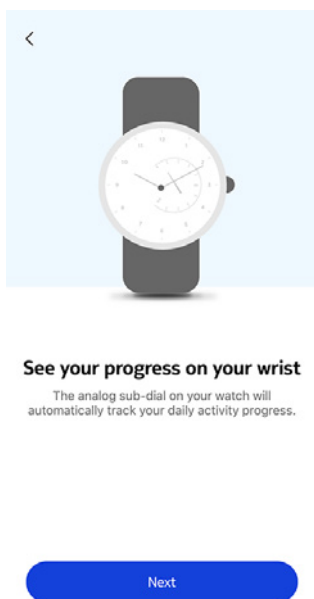 See your progress on your wrist
The analog sub-dial on your watch will
automatically track your daily activity progress.
Next